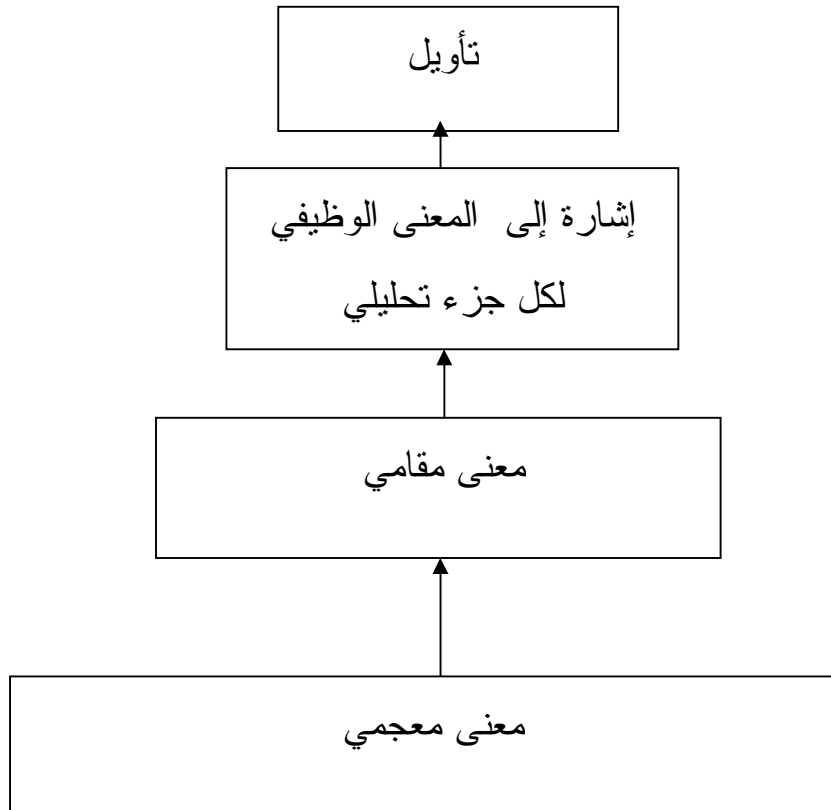 تأويل
إشارة إلى المعنى الوظيفي
لكل جزء تحليلي
معنى مقامي
معنى معجمي